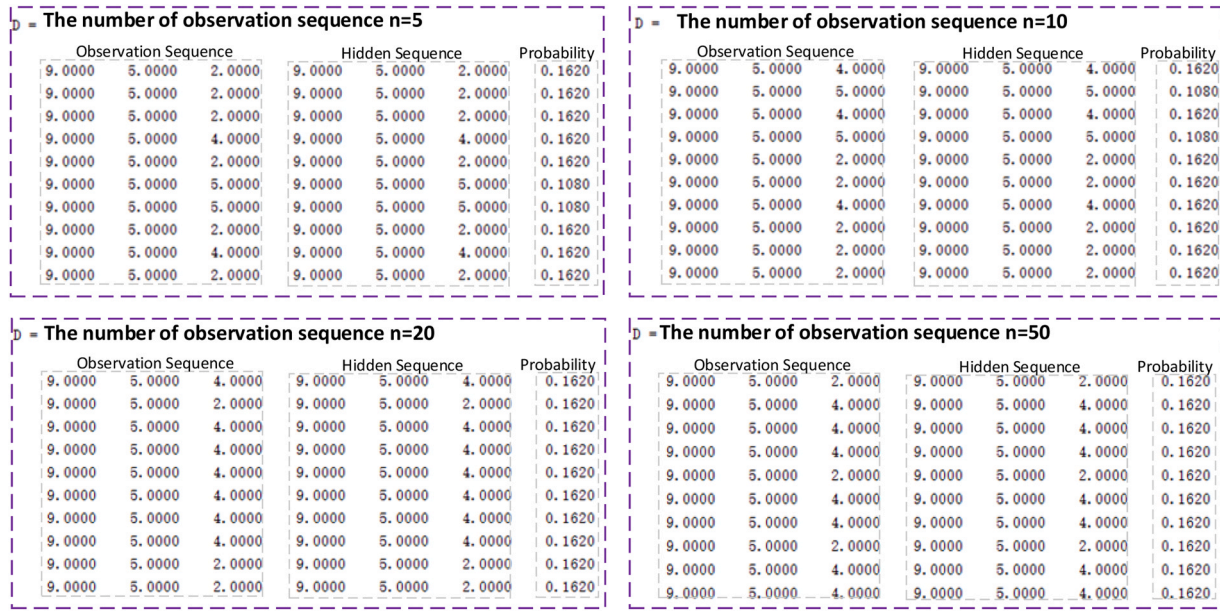 D = The number of observation sequence n=5
Observation Sequence Hidden Sequence Probability
9.0000 5.0000 2.0000 9.0000 5.0000 2.0000 0.1620
9.0000 5.0000 2.0000 9.0000 5.0000 2.0000 0.1620
9.0000 5.0000 2.0000 9.0000 5.0000 2.0000 0.1620
9.0000 5.0000 4.0000 9.0000 5.0000 4.0000 0.1620
9.0000 5.0000 2.0000 9.0000 5.0000 2.0000 0.1620
9.0000 5.0000 5.0000 9.0000 5.0000 5.0000 0.1080
9.0000 5.0000 5.0000 9.0000 5.0000 5.0000 0.1080
9.0000 5.0000 2.0000 9.0000 5.0000 2.0000 0.1620
9.0000 5.0000 4.0000 9.0000 5.0000 4.0000 0.1620
9.0000 5.0000 2.0000 9.0000 5.0000 2.0000 0.1620
D = The number of observation sequence n=10
Observation Sequence Hidden Sequence Probability
9.0000 5.0000 4.0000 9.0000 5.0000 4.0000 0.1620
9.0000 5.0000 5.0000 9.0000 5.0000 5.0000 0.1080
9.0000 5.0000 4.0000 9.0000 5.0000 4.0000 0.1620
9.0000 5.0000 5.0000 9.0000 5.0000 5.0000 0.1080
9.0000 5.0000 2.0000 9.0000 5.0000 2.0000 0.1620
9.0000 5.0000 2.0000 9.0000 5.0000 2.0000 0.1620
9.0000 5.0000 4.0000 9.0000 5.0000 4.0000 0.1620
9.0000 5.0000 2.0000 9.0000 5.0000 2.0000 0.1620
9.0000 5.0000 2.0000 9.0000 5.0000 2.0000 0.1620
9.0000 5.0000 2.0000 9.0000 5.0000 2.0000 0.1620
D = The number of observation sequence n=20
Observation Sequence Hidden Sequence Probability
9.0000 5.0000 4.0000 9.0000 5.0000 4.0000 0.1620
9.0000 5.0000 2.0000 9.0000 5.0000 2.0000 0.1620
9.0000 5.0000 4.0000 9.0000 5.0000 4.0000 0.1620
9.0000 5.0000 4.0000 9.0000 5.0000 4.0000 0.1620
9.0000 5.0000 4.0000 9.0000 5.0000 4.0000 0.1620
9.0000 5.0000 4.0000 9.0000 5.0000 4.0000 0.1620
9.0000 5.0000 4.0000 9.0000 5.0000 4.0000 0.1620
9.0000 5.0000 4.0000 9.0000 5.0000 4.0000 0.1620
9.0000 5.0000 2.0000 9.0000 5.0000 2.0000 0.1620
9.0000 5.0000 2.0000 9.0000 5.0000 2.0000 0.1620
D = The number of observation sequence n=50
Observation Sequence Hidden Sequence Probability
9.0000 5.0000 2.0000 9.0000 5.0000 2.0000 0.1620
9.0000 5.0000 4.0000 9.0000 5.0000 4.0000 0.1620
9.0000 5.0000 4.0000 9.0000 5.0000 4.0000 0.1620
9.0000 5.0000 4.0000 9.0000 5.0000 4.0000 0.1620
9.0000 5.0000 2.0000 9.0000 5.0000 2.0000 0.1620
9.0000 5.0000 4.0000 9.0000 5.0000 4.0000 0.1620
9.0000 5.0000 4.0000 9.0000 5.0000 4.0000 0.1620
9.0000 5.0000 2.0000 9.0000 5.0000 2.0000 0.1620
9.0000 5.0000 4.0000 9.0000 5.0000 4.0000 0.1620
9.0000 5.0000 4.0000 9.0000 5.0000 4.0000 0.1620